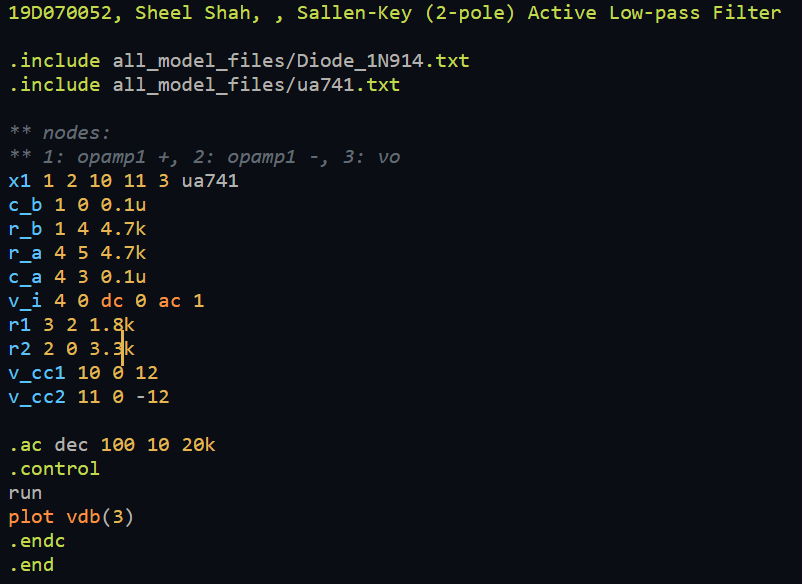 19D070052, Sheel Shah, , Sallen-Key (2-pole) Active Low-pass Filter
.include all_model_files/Diode_1N914.txt
.include all_model_files/ua741.txt
** nodes:
** 1: opamp1 +, 2: opamp1 -, 3: vo
x1 1 2 10 11 3 ua741
c_b 1 0 0.1u
r_b 1 4 4.7k
r_a 4 5 4.7k
c_a 4 3 0.1u
v_i 4 0 dc 0 ac 1
r1 3 2 1.8k
r2 2 0 3.3k
v_cc1 10 0 12
v_cc2 11 0 -12
.ac dec 100 10 20k
.control
run
plot vdb(3)
.endc
.end